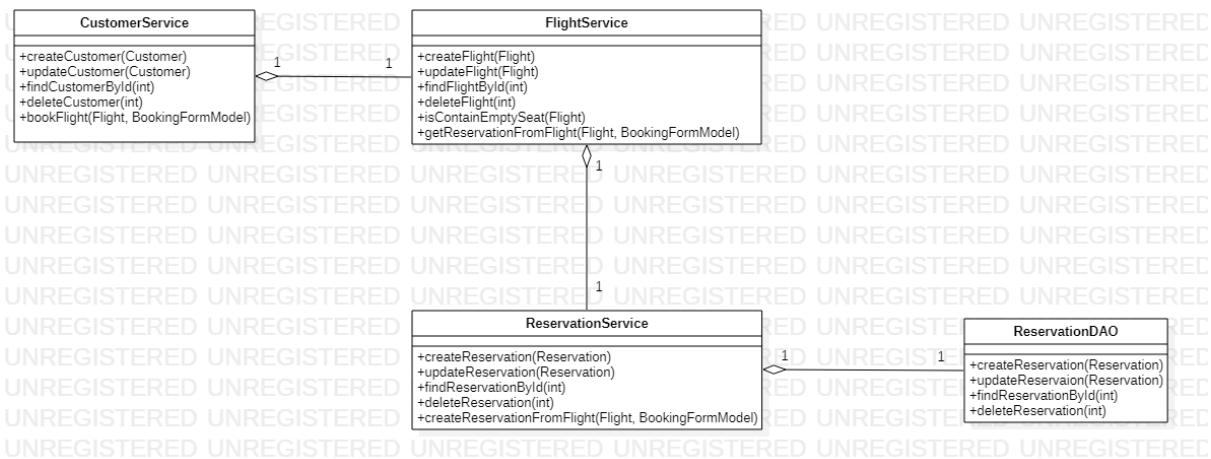 CustomerService
+createCustomer(Customer)
+updateCustomer(Customer)
+findCustomerById(int)
+deleteCustomer(int)
+bookFlight(Flight, BookingFormModel)
1
1
FlightService
+createFlight(Flight)
+updateFlight(Flight)
+findFlightById(int)
+deleteFlight(int)
+isContainEmptySeat(Flight)
+getReservationFromFlight(Flight, BookingFormModel)
1
1
ReservationService
+createReservation(Reservation)
+updateReservation(Reservation)
+findReservationById(int)
+deleteReservation(int)
+createReservationFromFlight(Flight, BookingFormModel)
1
1
ReservationDAO
+createReservation(Reservation)
+updateReservaion(Reservation)
+findReservationById(int)
+deleteReservation(int)
UNREGISTERED UNREGISTERED UNREGISTERED UNREGISTERED UNREGISTERED UNREGISTERED